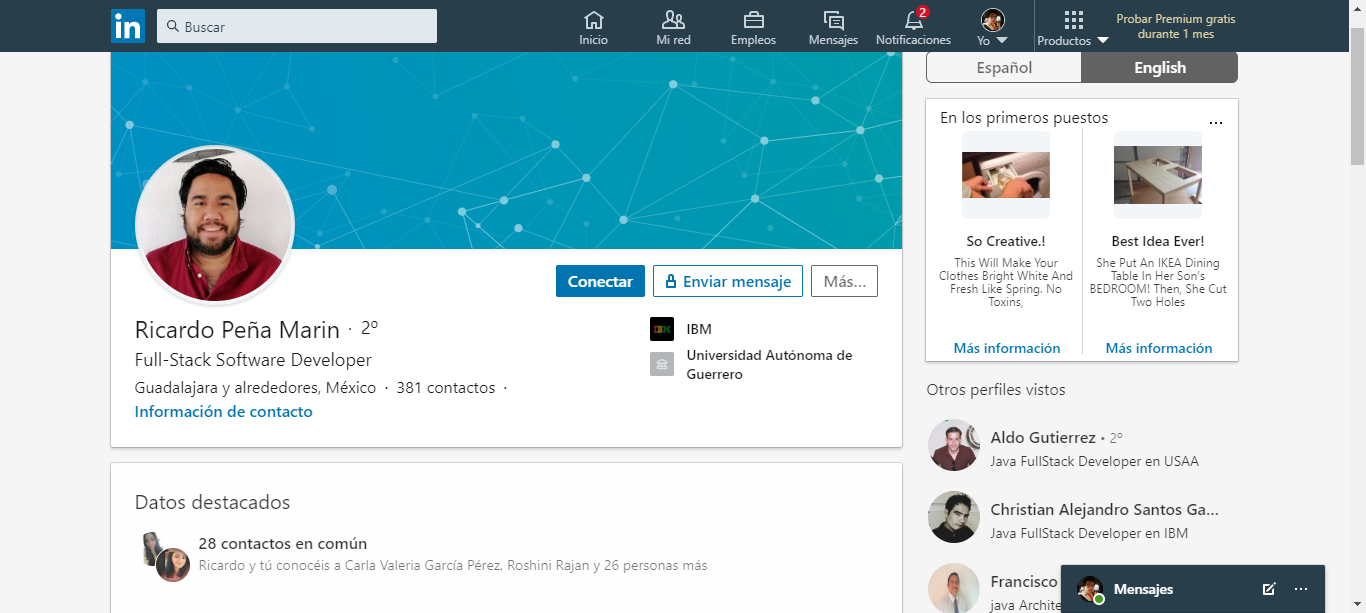 in
Buscar
Inicio
Mi red
Empleos
Mensajes
2
Notificaciones
Yo
Productos
Probar Premium gratis
durante 1 mes
Español
English
Conectar
Enviar mensaje
Más...
Ricardo Peña Marin · 2º
Full-Stack Software Developer
Guadalajara y alrededores, México · 381 contactos ·
Información de contacto
IBM
IBM
Universidad Autónoma de
Guerrero
Datos destacados
28 contactos en común
Ricardo y tú conocéis a Carla Valeria García Pérez, Roshini Rajan y 26 personas más
En los primeros puestos
...
So Creative.!
This Will Make Your
Clothes Bright White And
Fresh Like Spring. No
Toxins,
Más información
Best Idea Ever!
She Put An IKEA Dining
Table In Her Son's
BEDROOM! Then, She Cut
Two Holes
Más información
Otros perfiles vistos
Aldo Gutierrez • 2º
Java FullStack Developer en USAA
Christian Alejandro Santos Ga...
Java FullStack Developer en IBM
Francisco
java Archite
Mensajes
...